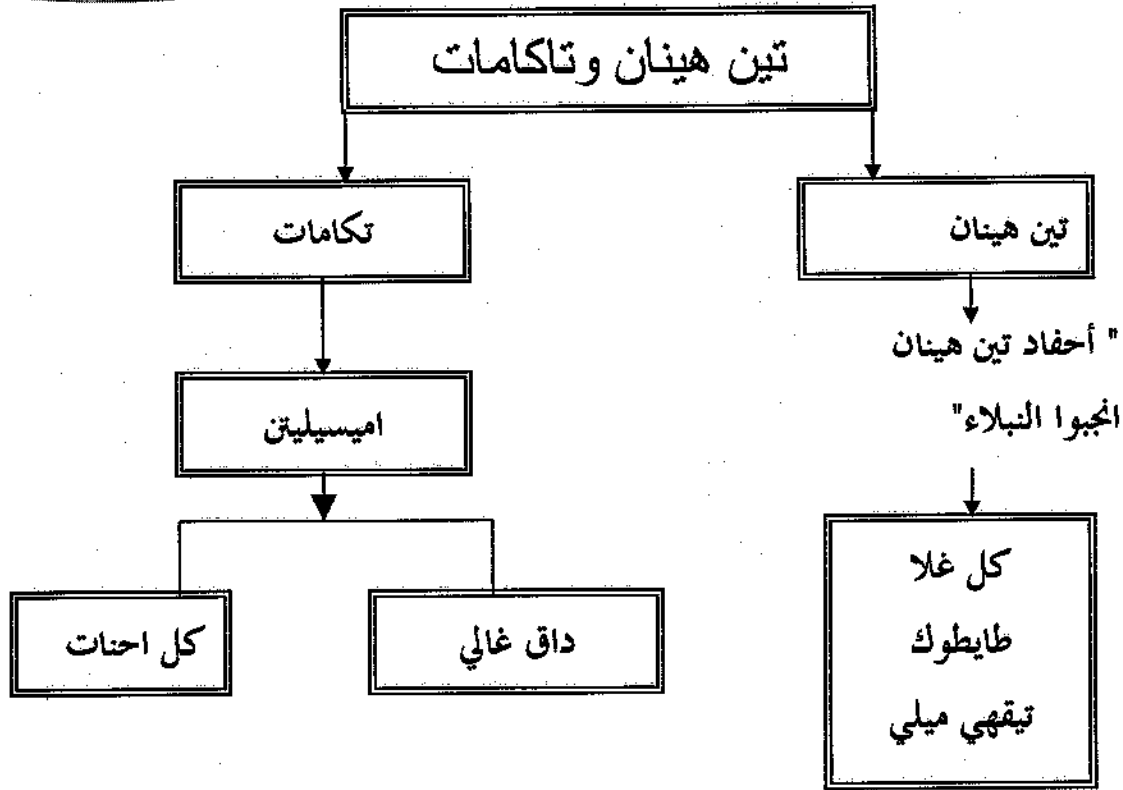 تين هينان وتاكامات
تين هينان
تكامات
" أحفاد تين هينان
انجبوا النبلاء"
اميسيليتن
كل غلا
طايطوك
تيقهي ميلي
داق غالي
كل احنات